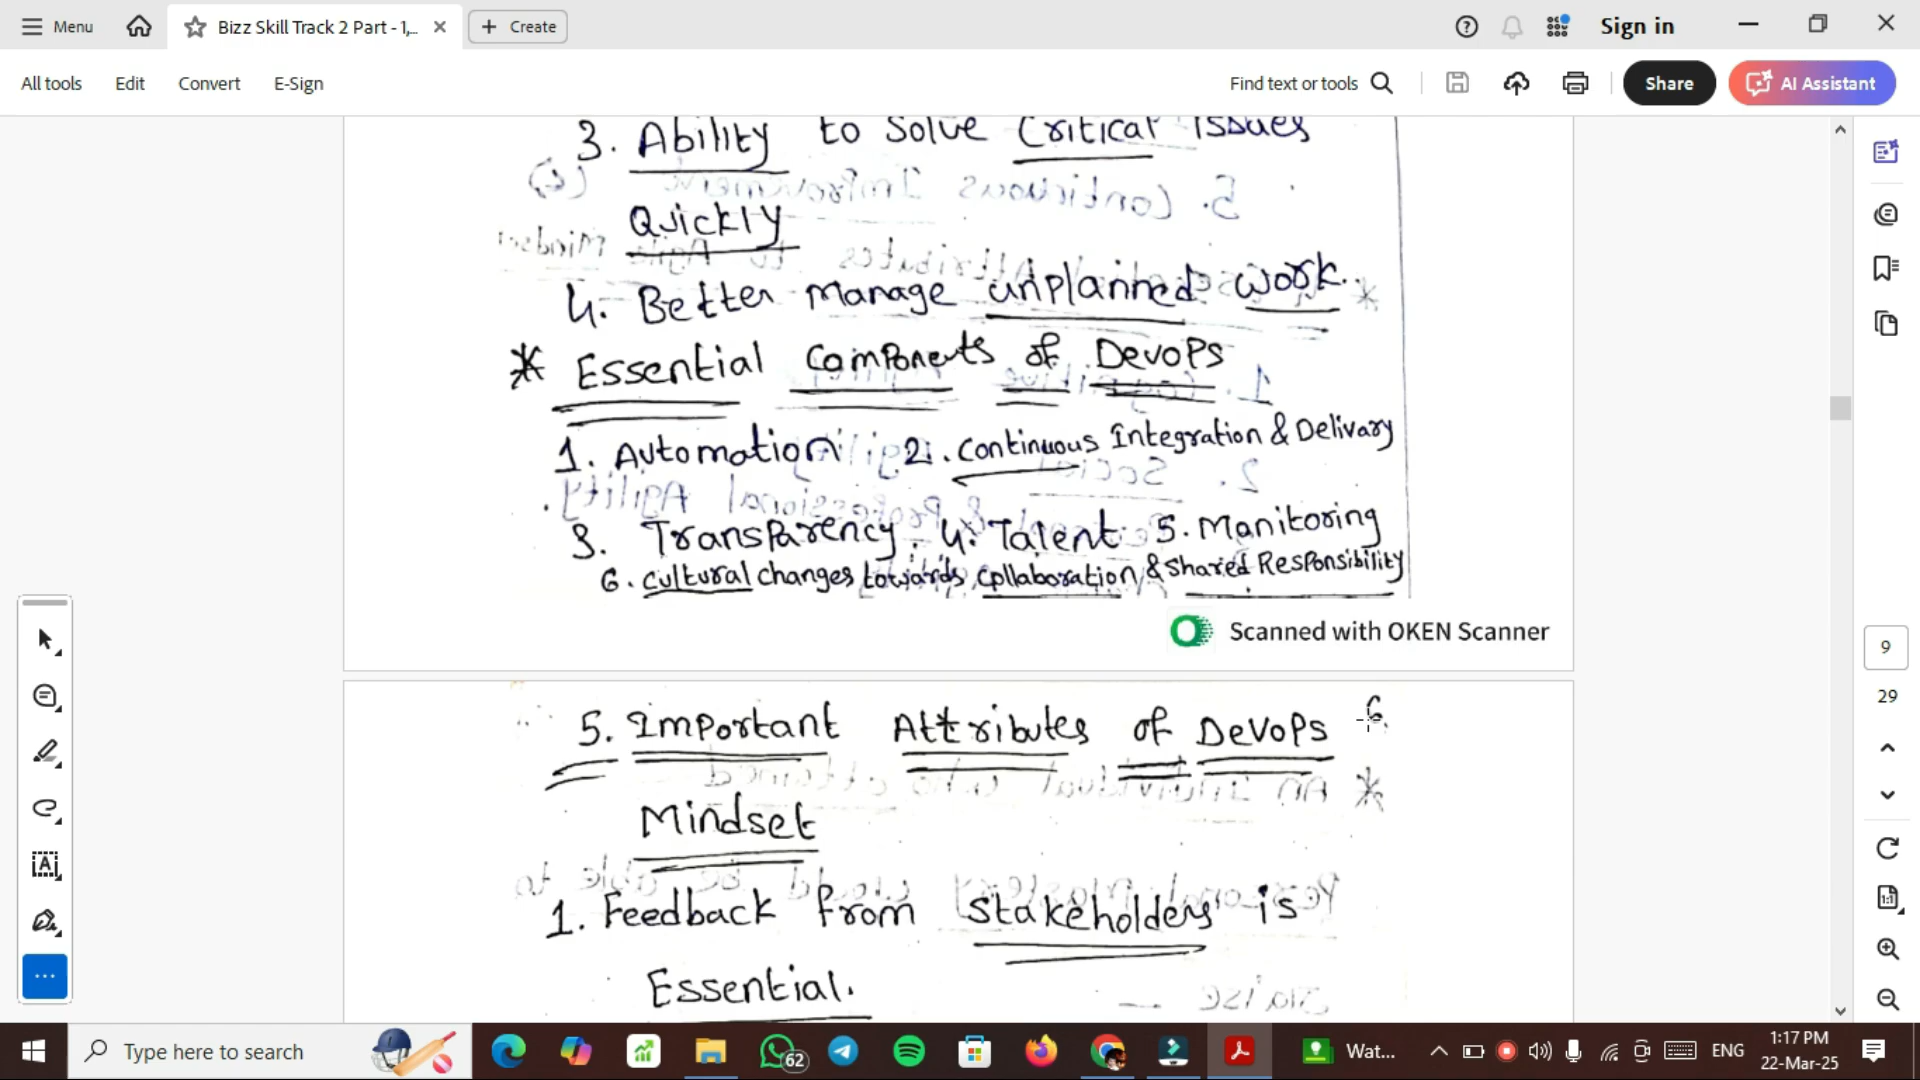 Menu
Bizz Skill Track 2 Part - 1,...
Create
Sign in
All tools
Edit
Convert
E-Sign
Find text or tools
Share
AI Assistant
3. Ability to Solve Critical Issues
Quickly
4. Better Manage unplanned work.
* Essential Components of DevOps
1. Automation 2. Continuous Integration & Delivary
3. Transparency. 4. Talent 5. Manitoring
6. cultural changes towards collaboration & shared Responsibility
Scanned with OKEN Scanner
5. Important Attributes of DevOps 6.
Mindset
1. Feedback from Stakeholders is
Essential.
9
29
Type here to search
62
Wat...
ENG
1:17 PM
22-Mar-25